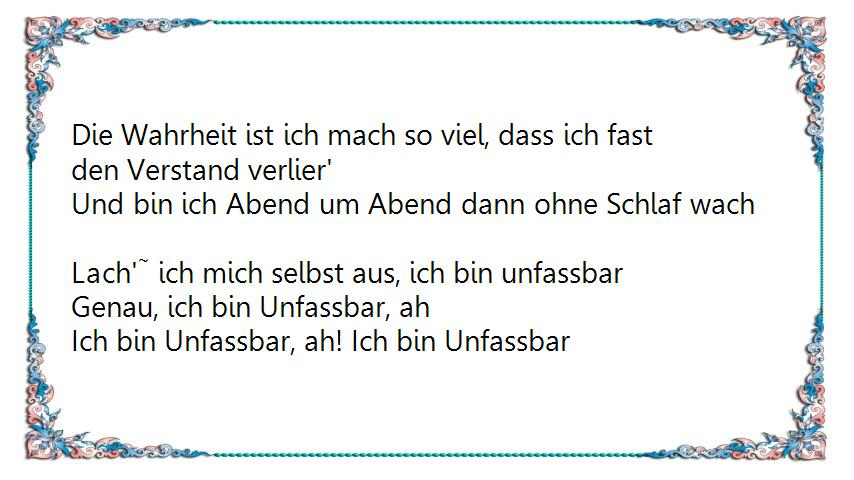 Die Wahrheit ist ich mach so viel, dass ich fast
den Verstand verlier'
Und bin ich Abend um Abend dann ohne Schlaf wach
Lach'˜ ich mich selbst aus, ich bin unfassbar
Genau, ich bin Unfassbar, ah
Ich bin Unfassbar, ah! Ich bin Unfassbar